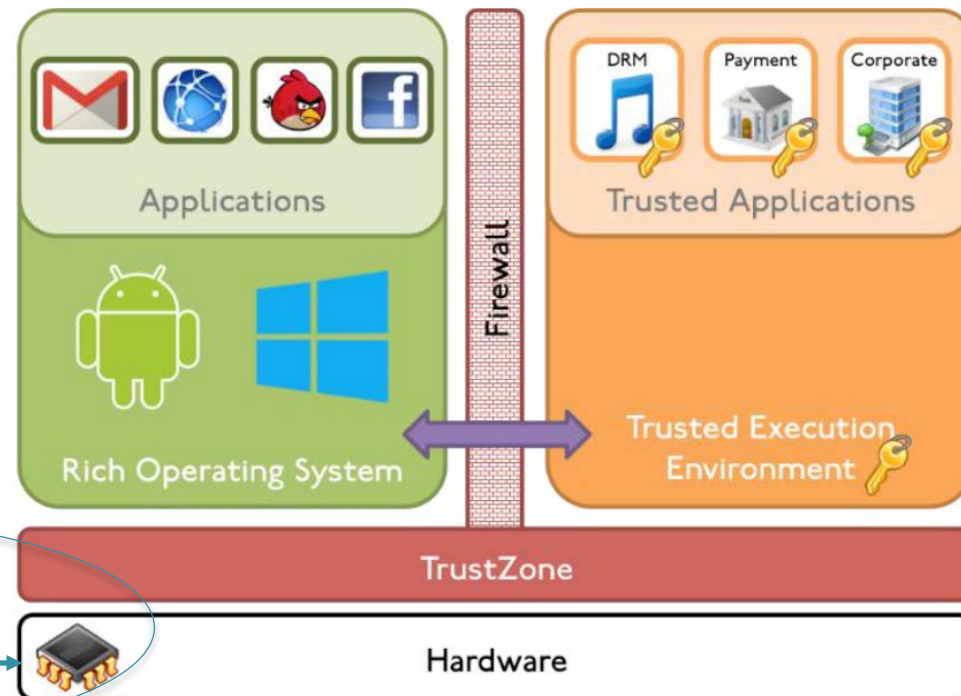 DRM
Payment
Corporate
Applications
Trusted Applications
Firewall
Rich Operating System
Trusted Execution
Environment
TrustZone
Hardware